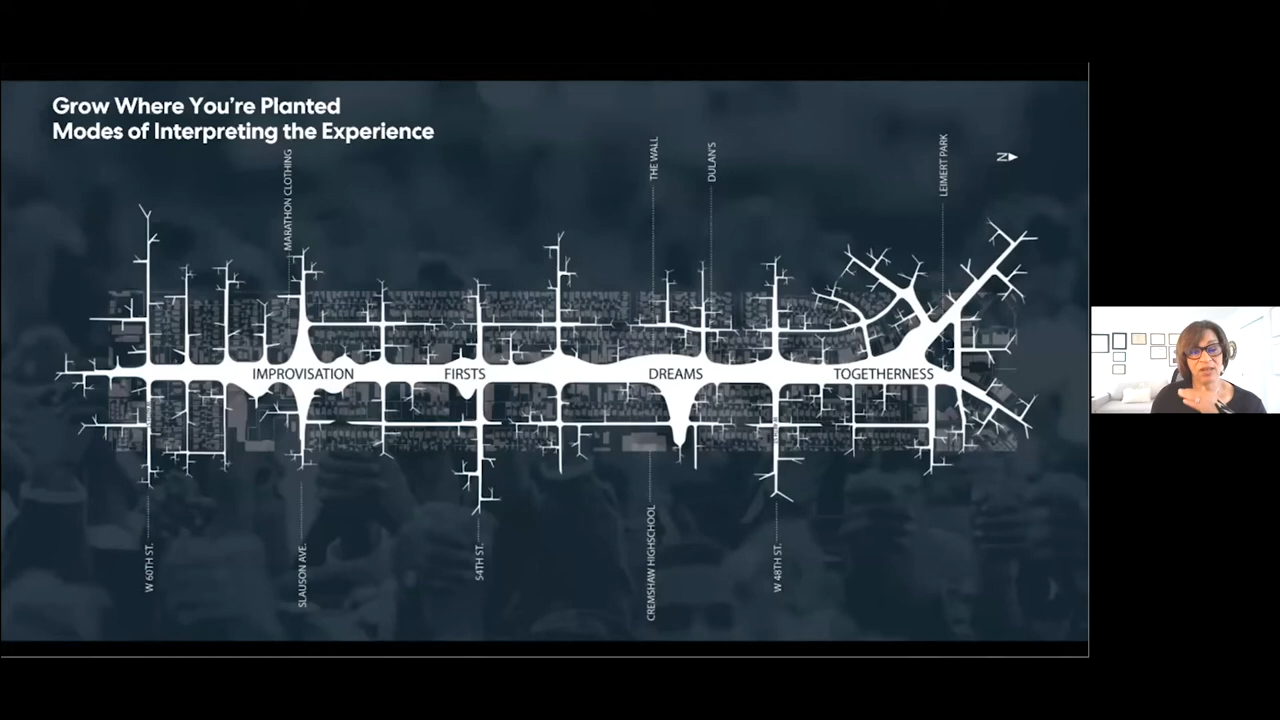 Grow Where You're Planted
Modes of Interpreting the Experience
MARATHON CLOTHING
THE WALL
DULAN'S
LEIMERT PARK
N
IMPROVISATION
FIRSTS
DREAMS
TOGETHERNESS
W 60TH ST.
SLAUSON AVE.
54TH ST.
CREMSHAW HIGHSCHOOL
W 48TH ST.